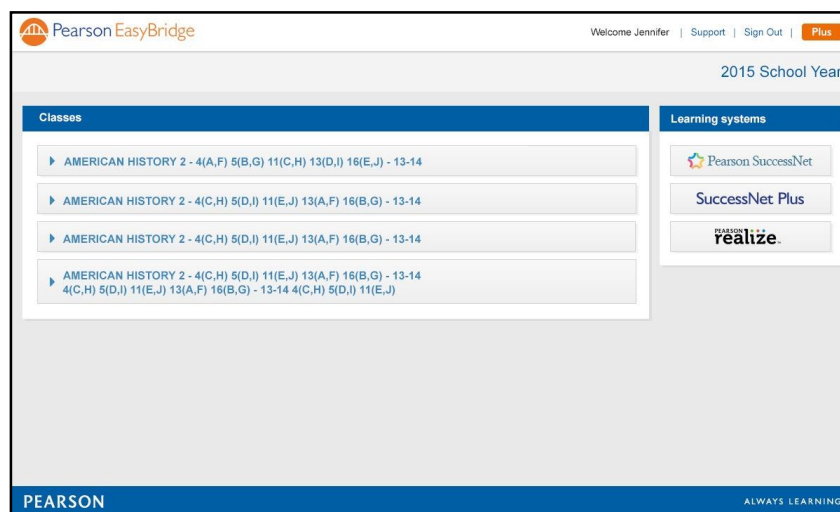 Pearson EasyBridge
Welcome Jennifer | Support | Sign Out | Plus
2015 School Year
Classes
AMERICAN HISTORY 2 - 4(A,F) 5(B,G) 11(C,H) 13(D,I) 16(E,J) - 13-14
AMERICAN HISTORY 2 - 4(C,H) 5(D,I) 11(E,J) 13(A,F) 16(B,G) - 13-14
AMERICAN HISTORY 2 - 4(C,H) 5(D,I) 11(E,J) 13(A,F) 16(B,G) - 13-14
AMERICAN HISTORY 2 - 4(C,H) 5(D,I) 11(E,J) 13(A,F) 16(B,G) - 13-14
4(C,H) 5(D,I) 11(E,J) 13(A,F) 16(B,G) - 13-14 4(C,H) 5(D,I) 11(E,J)
Learning systems
Pearson SuccessNet
SuccessNet Plus
PEARSON
realize™
PEARSON
ALWAYS LEARNING